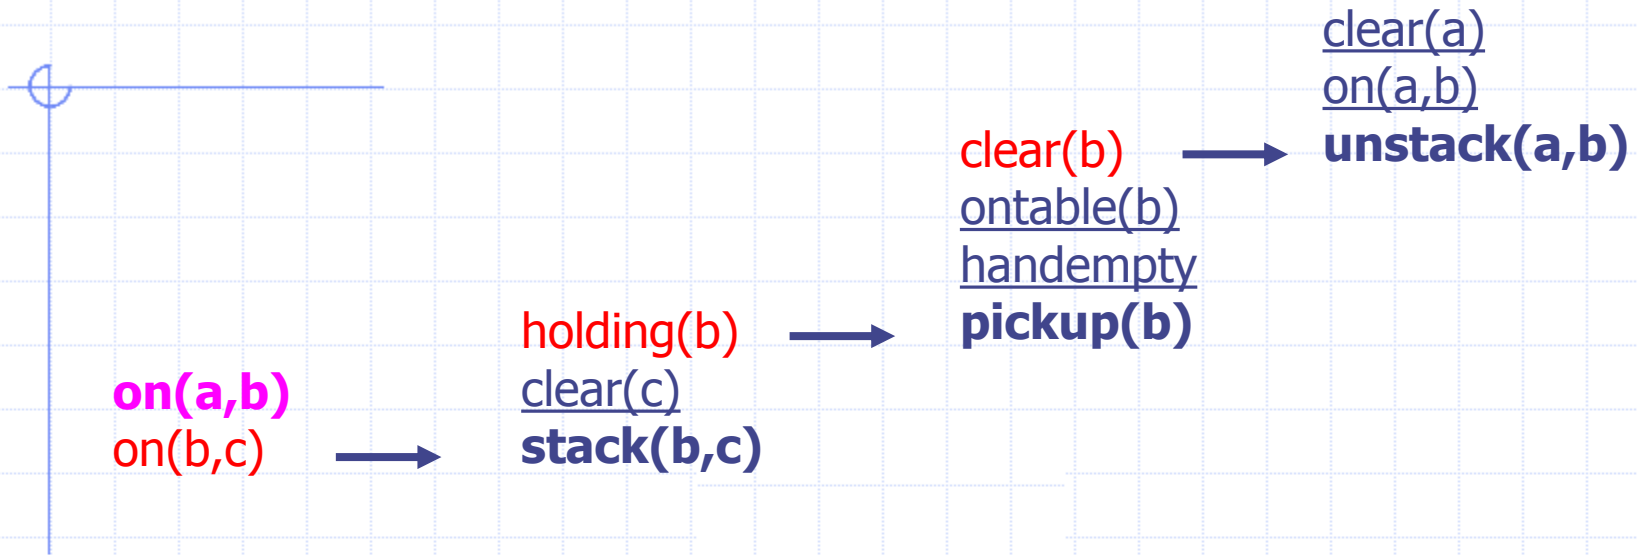 on(a,b)
on(b,c)
holding(b)
clear(c)
stack(b,c)
clear(b)
ontable(b)
handempty
pickup(b)
clear(a)
on(a,b)
unstack(a,b)